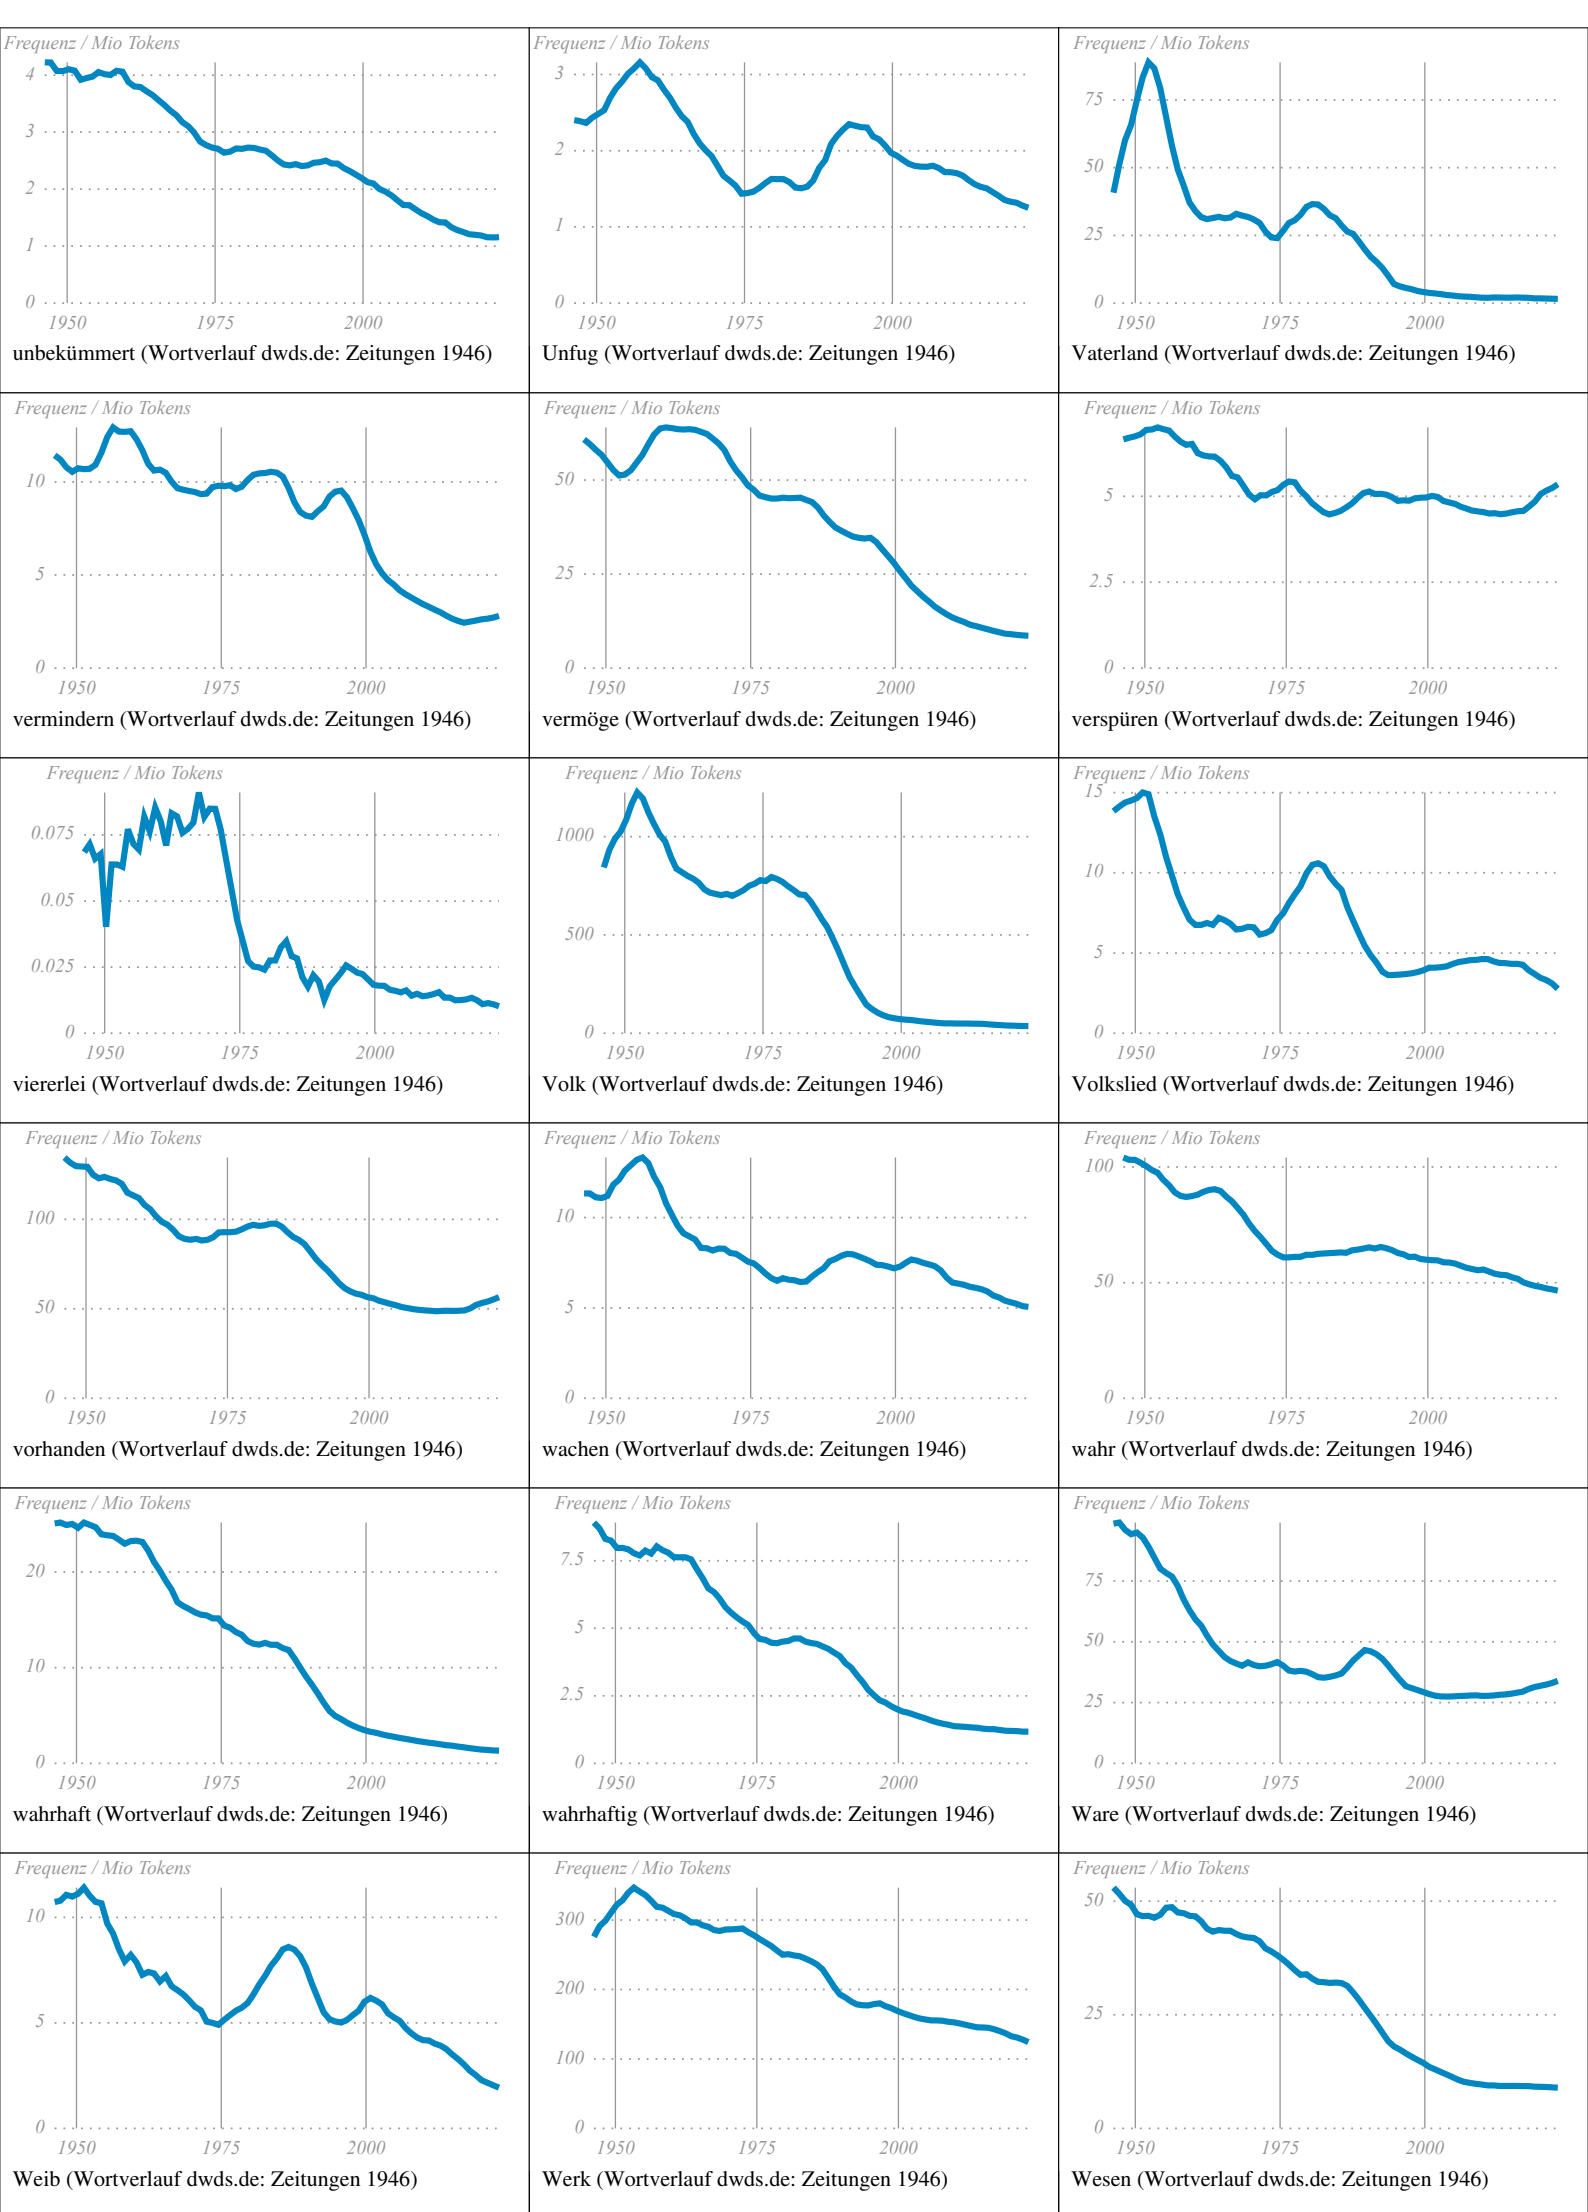 Frequenz / Mio Tokens
4
3
2
1
0
1950 1975 2000
unbekümmert (Wortverlauf dwds.de: Zeitungen 1946)
Frequenz / Mio Tokens
3
2
1
0
1950 1975 2000
Unfug (Wortverlauf dwds.de: Zeitungen 1946)
Frequenz / Mio Tokens
75
50
25
0
1950 1975 2000
Vaterland (Wortverlauf dwds.de: Zeitungen 1946)
Frequenz / Mio Tokens
10
5
0
1950 1975 2000
vermindern (Wortverlauf dwds.de: Zeitungen 1946)
Frequenz / Mio Tokens
50
25
0
1950 1975 2000
vermöge (Wortverlauf dwds.de: Zeitungen 1946)
Frequenz / Mio Tokens
5
2.5
0
1950 1975 2000
verspüren (Wortverlauf dwds.de: Zeitungen 1946)
Frequenz / Mio Tokens
0.075
0.05
0.025
0
1950 1975 2000
viererlei (Wortverlauf dwds.de: Zeitungen 1946)
Frequenz / Mio Tokens
1000
500
0
1950 1975 2000
Volk (Wortverlauf dwds.de: Zeitungen 1946)
Frequenz / Mio Tokens
15
10
5
0
1950 1975 2000
Volkslied (Wortverlauf dwds.de: Zeitungen 1946)
Frequenz / Mio Tokens
100
50
0
1950 1975 2000
vorhanden (Wortverlauf dwds.de: Zeitungen 1946)
Frequenz / Mio Tokens
10
5
0
1950 1975 2000
wachen (Wortverlauf dwds.de: Zeitungen 1946)
Frequenz / Mio Tokens
100
50
0
1950 1975 2000
wahr (Wortverlauf dwds.de: Zeitungen 1946)
Frequenz / Mio Tokens
20
10
0
1950 1975 2000
wahrhaft (Wortverlauf dwds.de: Zeitungen 1946)
Frequenz / Mio Tokens
7.5
5
2.5
0
1950 1975 2000
wahrhaftig (Wortverlauf dwds.de: Zeitungen 1946)
Frequenz / Mio Tokens
75
50
25
0
1950 1975 2000
Ware (Wortverlauf dwds.de: Zeitungen 1946)
Frequenz / Mio Tokens
10
5
0
1950 1975 2000
Weib (Wortverlauf dwds.de: Zeitungen 1946)
Frequenz / Mio Tokens
300
200
100
0
1950 1975 2000
Werk (Wortverlauf dwds.de: Zeitungen 1946)
Frequenz / Mio Tokens
50
25
0
1950 1975 2000
Wesen (Wortverlauf dwds.de: Zeitungen 1946)